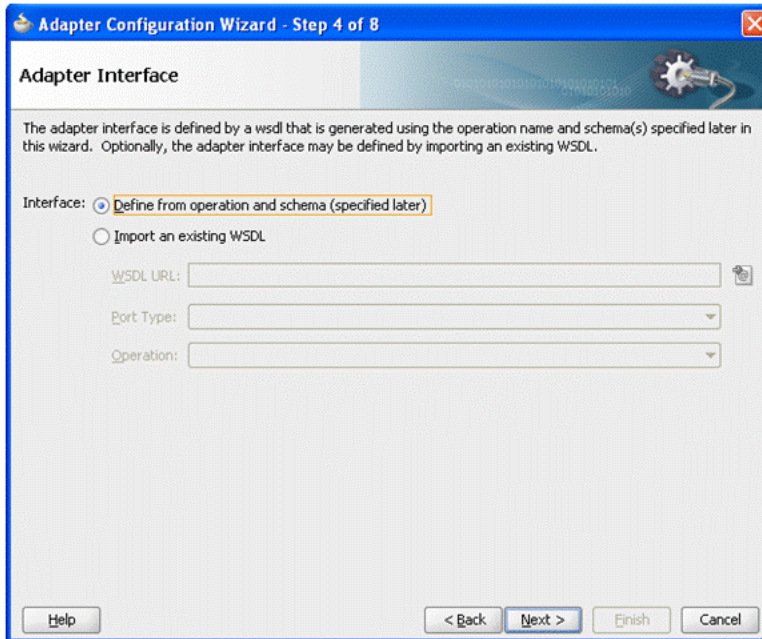 Adapter Configuration Wizard - Step 4 of 8
Adapter Interface
The adapter interface is defined by a wsdl that is generated using the operation name and schema(s) specified later in
this wizard. Optionally, the adapter interface may be defined by importing an existing WSDL.
Interface: Define from operation and schema (specified later)
Import an existing WSDL
WSDL URL:
Port Type:
Operation:
Help < Back Next > Finish Cancel